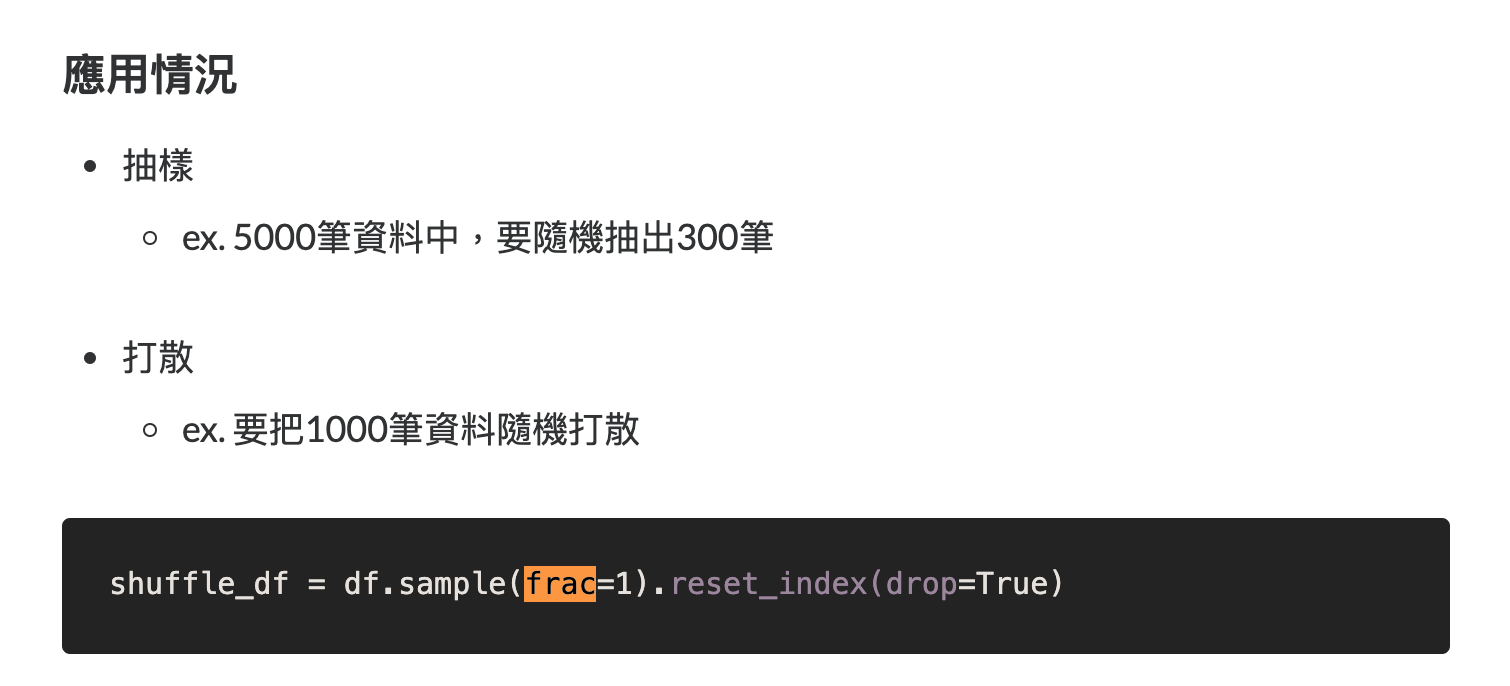 應用情況
抽樣
ex. 5000筆資料中，要隨機抽出300筆
打散
ex. 要把1000筆資料隨機打散
shuffle_df = df.sample(frac=1).reset_index(drop=True)